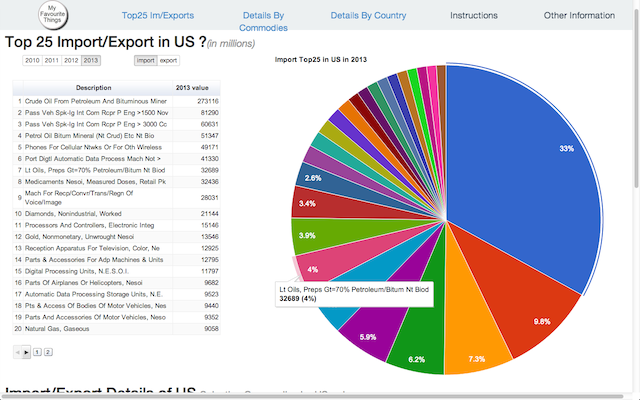 My
Favourite
Things
Top25 Im/Exports
Details By
Commodies
Details By Country
Instructions
Other Information
Top 25 Import/Export in US ?(in millions)
2010 2011 2012 2013 import export
Description 2013 value
1 Crude Oil From Petroleum And Bituminous Miner 273116
2 Pass Veh Spk-Ig Int Com Rcpr P Eng >1500 Nov 81290
3 Pass Veh Spk-Ig Int Com Rcpr P Eng > 3000 Cc 60631
4 Petrol Oil Bitum Mineral (Nt Crud) Etc Nt Bio 51347
5 Phones For Cellular Ntwks Or For Oth Wireless 49171
6 Port Digtl Automatic Data Process Mach Not > 41330
7 Lt Oils, Preps Gt=70% Petroleum/Bitum Nt Biod 32689
8 Medicaments Nesoi, Measured Doses, Retail Pk 32436
9 Mach For Recp/Convr/Trans/Regn Of
Voice/Image 28031
10 Diamonds, Nonindustrial, Worked 21144
11 Processors And Controllers, Electronic Integ 15146
12 Gold, Nonmonetary, Unwrought Nesoi 13546
13 Reception Apparatus For Television, Color, Ne 12925
14 Parts & Accessories For Adp Machines & Units 12795
15 Digital Processing Units, N.E.S.O.I. 11797
16 Parts Of Airplanes Or Helicopters, Nesoi 9682
17 Automatic Data Processing Storage Units, N.E. 9523
18 Pts & Access Of Bodies Of Motor Vehicles, Nes 9440
19 Parts And Accessories Of Motor Vehicles, Neso 9352
20 Natural Gas, Gaseous 9058
1 2
Import Top25 in US in 2013
33%
9.8%
7.3%
6.2%
5.9%
4%
3.9%
3.4%
2.6%
Lt Oils, Preps Gt=70% Petroleum/Bitum Nt Biod
32689 (4%)
Import/Export Details of US